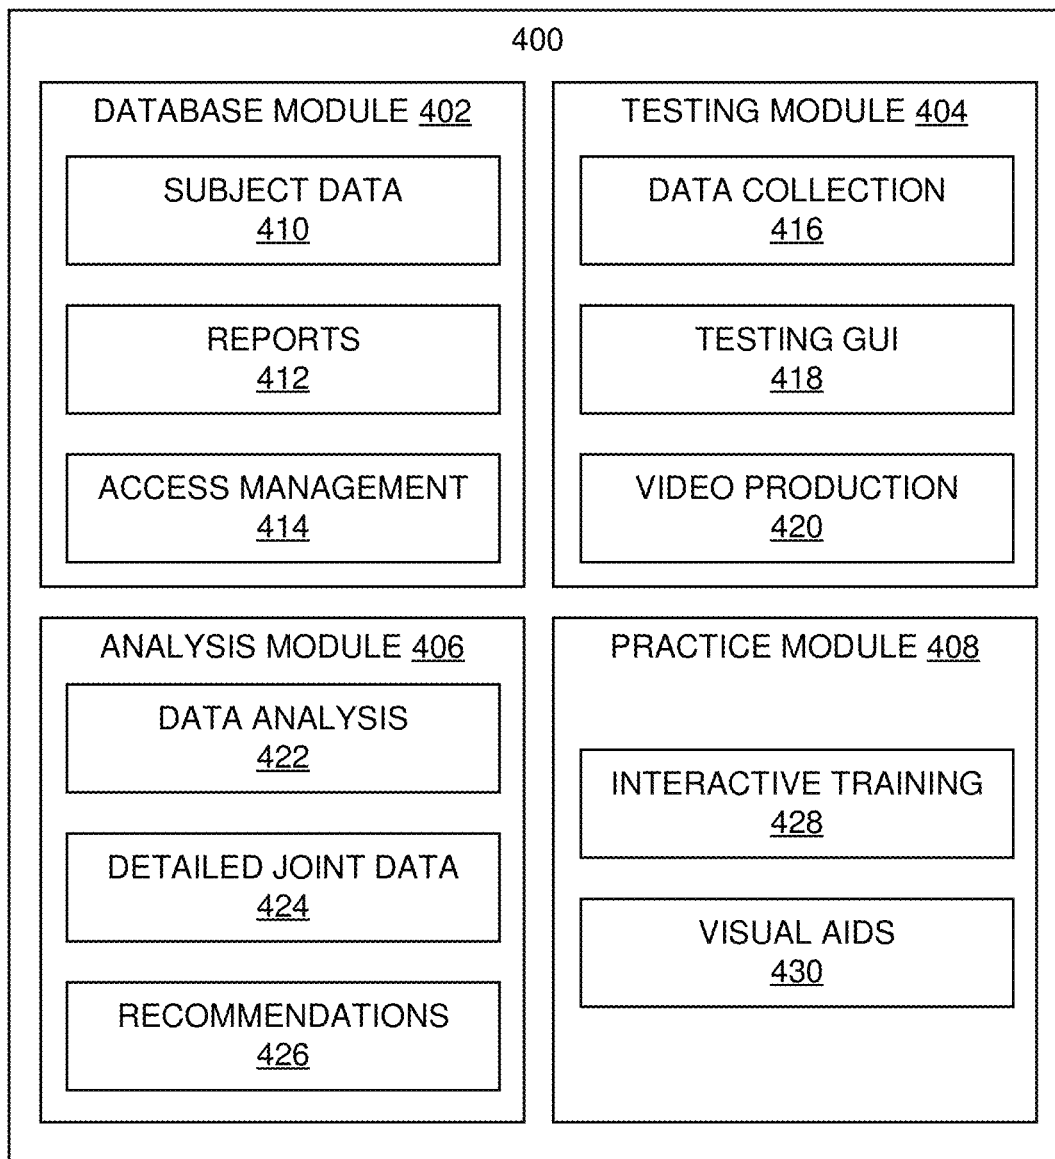 400
DATABASE MODULE 402
SUBJECT DATA
410
REPORTS
412
ACCESS MANAGEMENT
414
TESTING MODULE 404
DATA COLLECTION
416
TESTING GUI
418
VIDEO PRODUCTION
420
ANALYSIS MODULE 406
DATA ANALYSIS
422
DETAILED JOINT DATA
424
RECOMMENDATIONS
426
PRACTICE MODULE 408
INTERACTIVE TRAINING
428
VISUAL AIDS
430